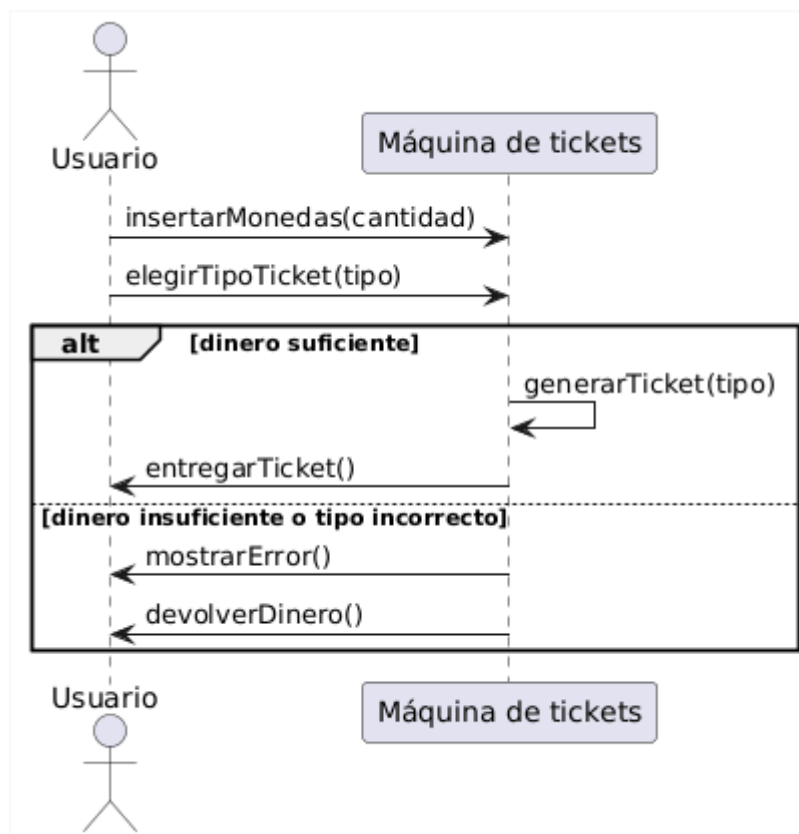 Usuario
Máquina de tickets
insertarMonedas(cantidad)
elegirTipoTicket(tipo)
alt [dinero suficiente]
generarTicket(tipo)
entregarTicket()
[dinero insuficiente o tipo incorrecto]
mostrarError()
devolverDinero()
Usuario
Máquina de tickets